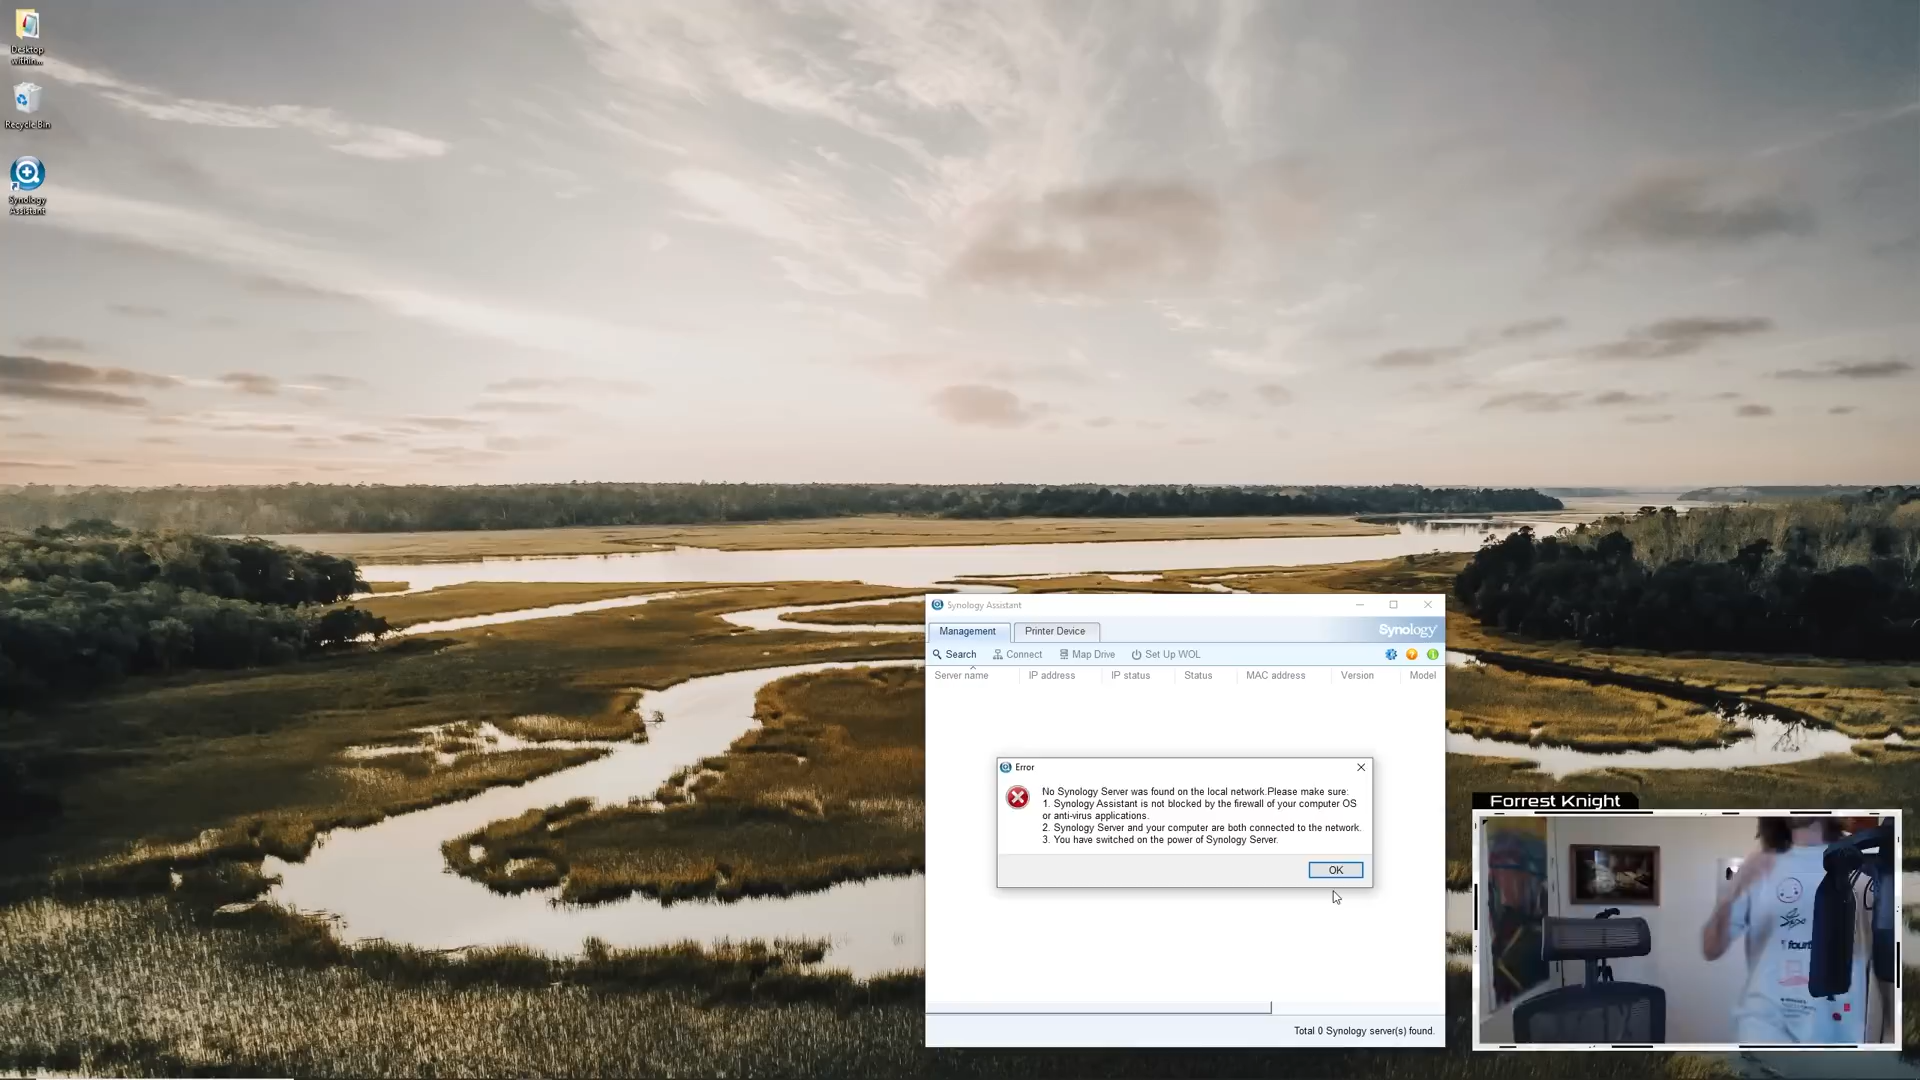 Desktop
within...
Recycle Bin
Synology
Assistant
Synology Assistant
Management
Printer Device
Synology
Search
Connect
Map Drive
Set Up WOL
Server name
IP address
IP status
Status
MAC address
Version
Model
Error
No Synology Server was found on the local network.Please make sure:
1. Synology Assistant is not blocked by the firewall of your computer OS
or anti-virus applications.
2. Synology Server and your computer are both connected to the network.
3. You have switched on the power of Synology Server.
OK
Total 0 Synology server(s) found.
Forrest Knight